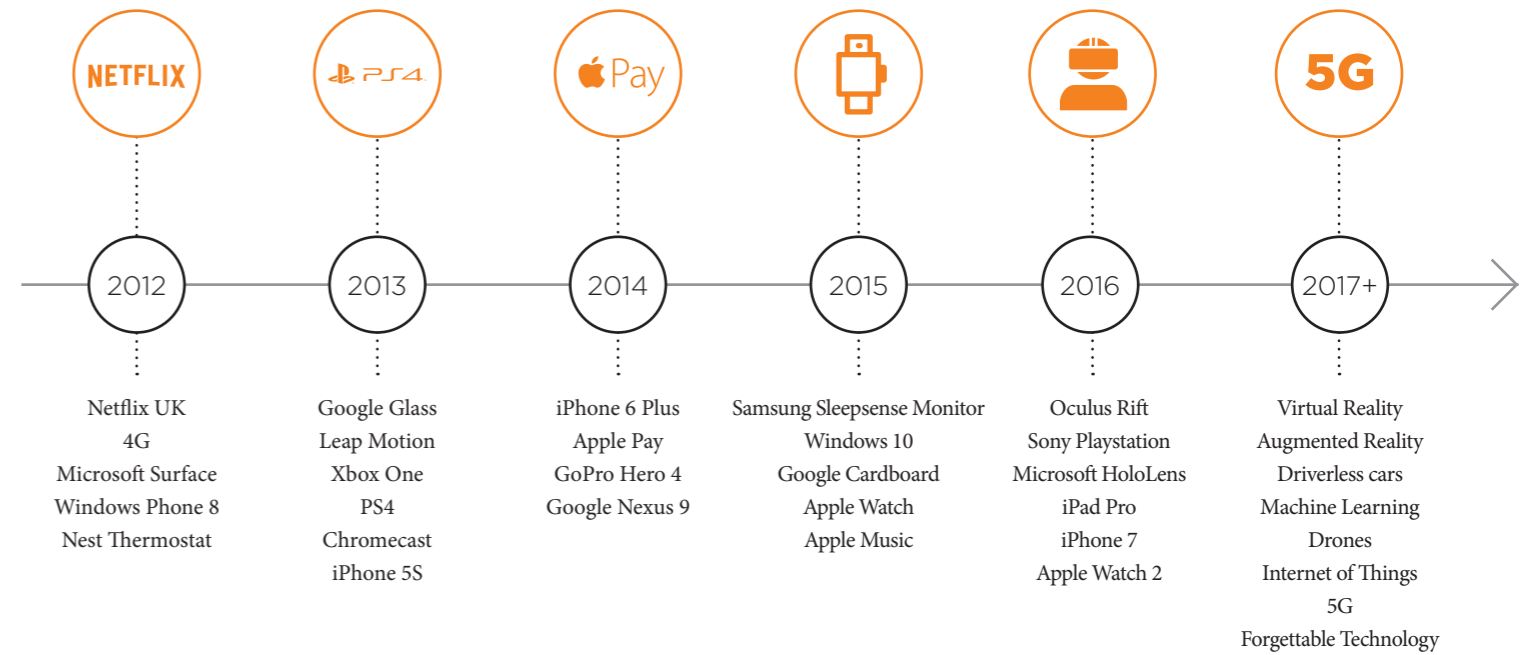 NETFLIX
PS4
Pay
5G
2012
2013
2014
2015
2016
2017+
Netflix UK
4G
Microsoft Surface
Windows Phone 8
Nest Thermostat
Google Glass
Leap Motion
Xbox One
PS4
Chromecast
iPhone 5S
iPhone 6 Plus
Apple Pay
GoPro Hero 4
Google Nexus 9
Samsung Sleepsense Monitor
Windows 10
Google Cardboard
Apple Watch
Apple Music
Oculus Rift
Sony Playstation
Microsoft HoloLens
iPad Pro
iPhone 7
Apple Watch 2
Virtual Reality
Augmented Reality
Driverless cars
Machine Learning
Drones
Internet of Things
5G
Forgettable Technology